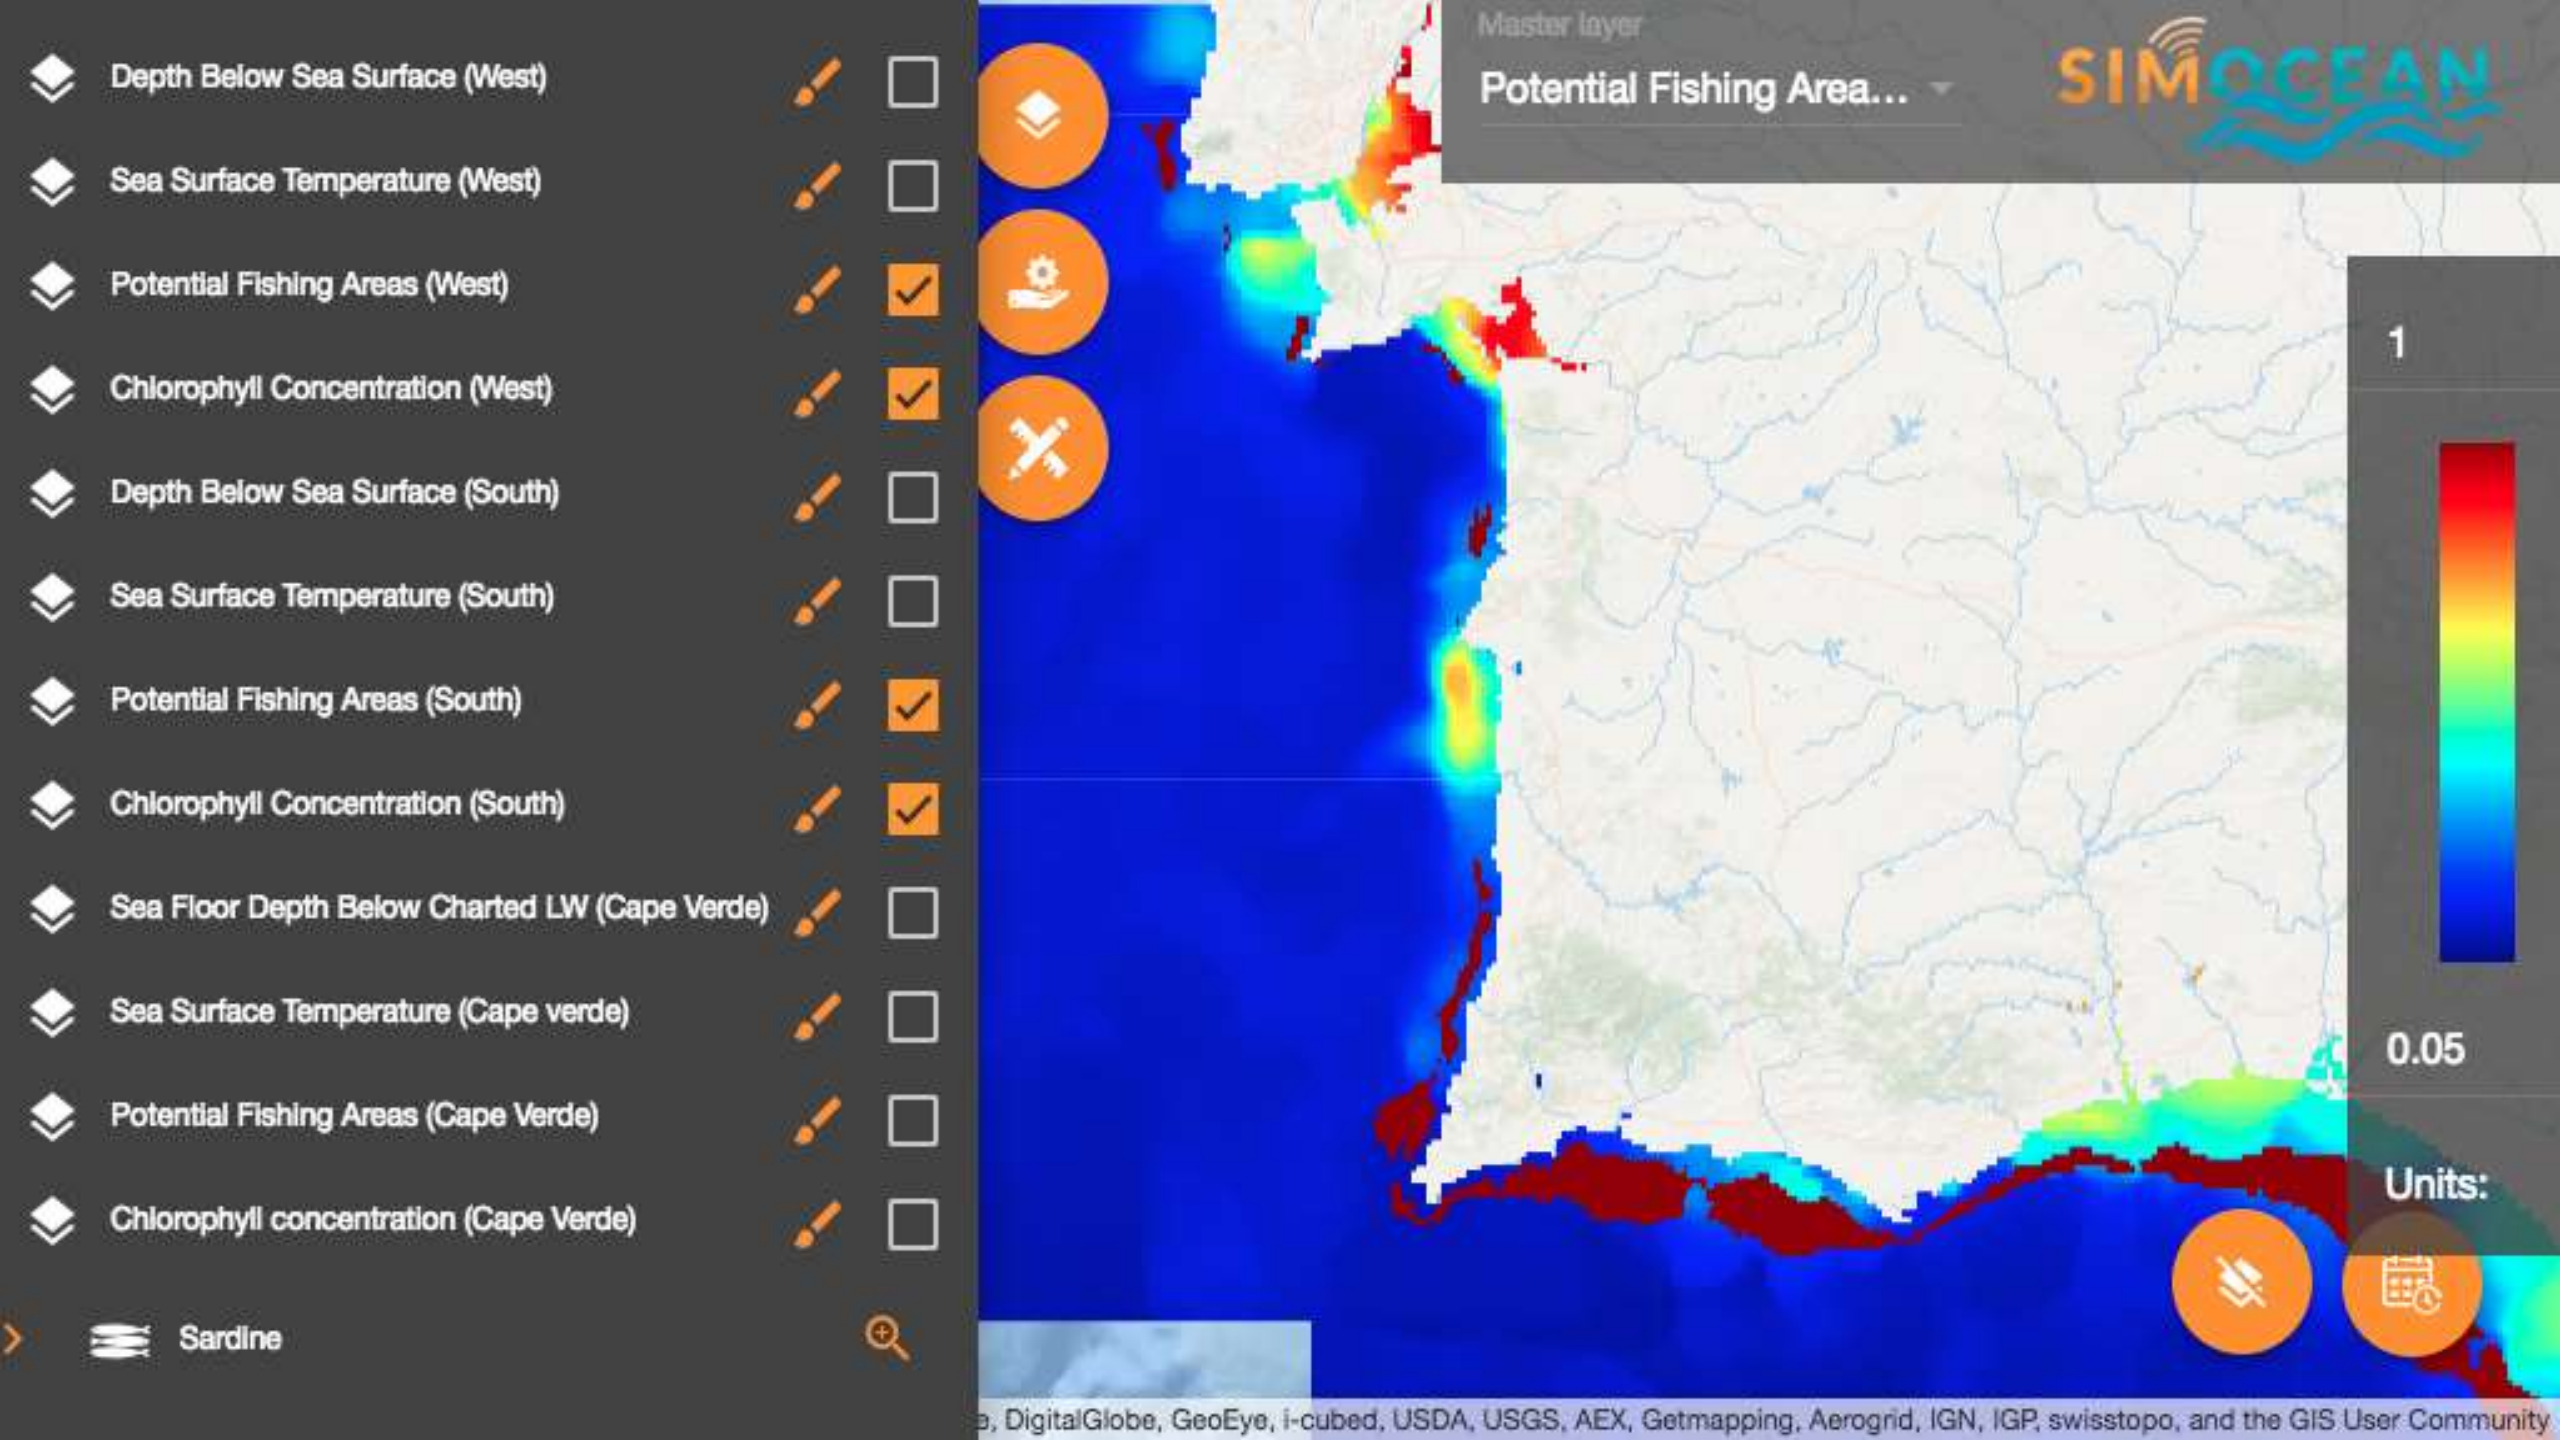 Depth Below Sea Surface (West)
Sea Surface Temperature (West)
Potential Fishing Areas (West)
Chlorophyll Concentration (West)
Depth Below Sea Surface (South)
Sea Surface Temperature (South)
Potential Fishing Areas (South)
Chlorophyll Concentration (South)
Sea Floor Depth Below Charted LW (Cape Verde)
Sea Surface Temperature (Cape verde)
Potential Fishing Areas (Cape Verde)
Chlorophyll concentration (Cape Verde)
Sardine
Master layer
Potential Fishing Area...
SIMOCEAN
1
0.05
Units:
e, DigitalGlobe, GeoEye, i-cubed, USDA, USGS, AEX, Getmapping, Aerogrid, IGN, IGP, swisstopo, and the GIS User Community